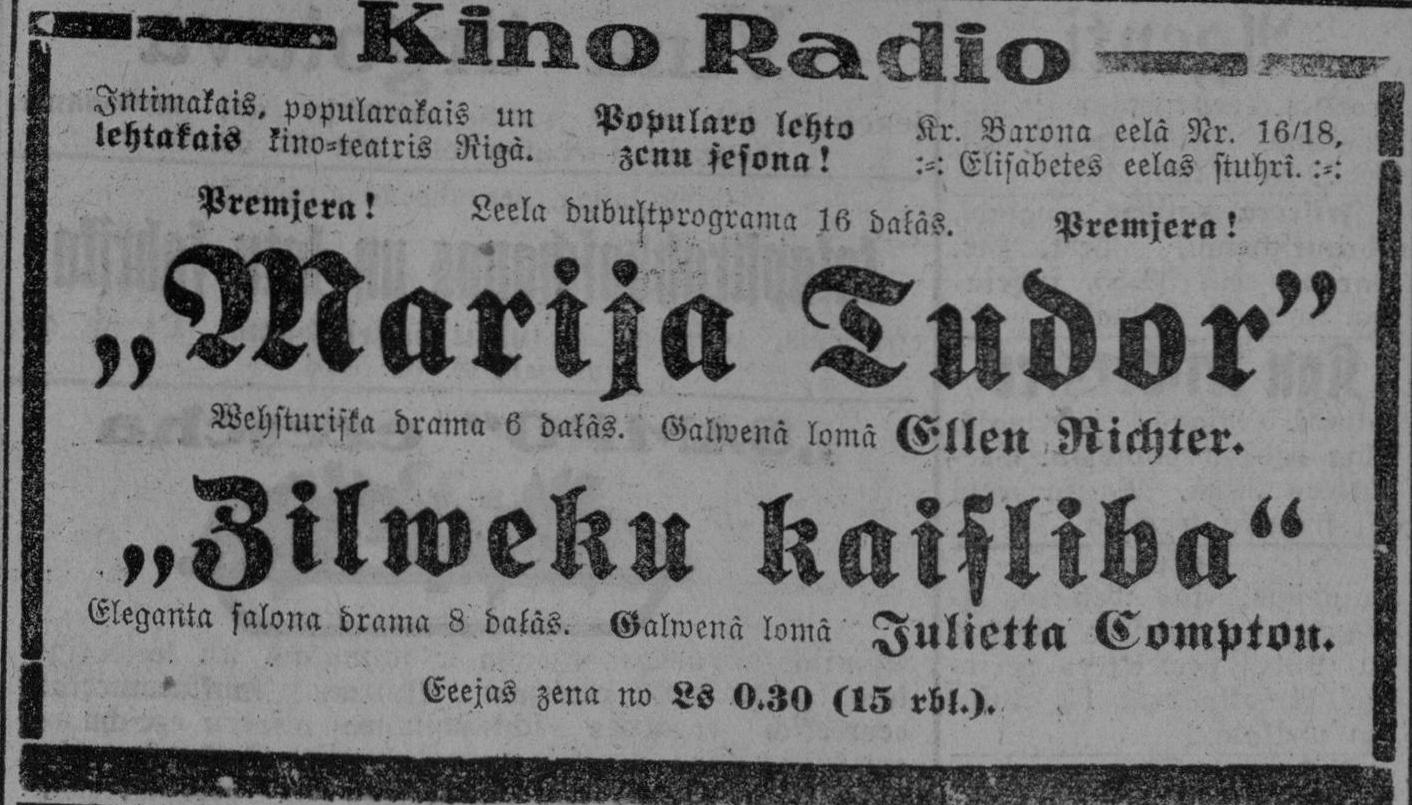 Kino Radio
Intimakais, popularakais un
lehtakais kino-teatris Rigâ.
Popularo lehto
zenu ſeſona!
Kr. Barona eelâ Nr. 16/18,
:-: Eliſabetes eelas ſtuhrî. :-:
Premjera! Leela dubultprograma 16 daļâs. Premjera!
„Marija Tudor”
Wehſturiſka drama 6 daļâs. Galwenâ lomâ Ellen Richter.
„Zilweku kaiſliba“
Eleganta ſalona drama 8 daļâs. Galwenâ lomâ Julietta Compton.
Eeejas zena no Ls 0.30 (15 rbl.).